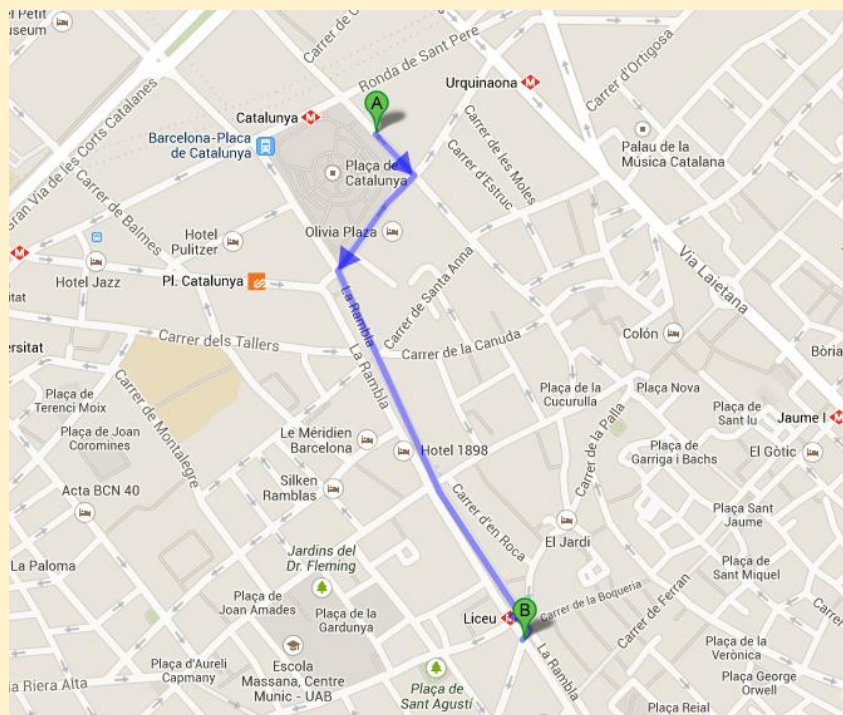 el Petit
Museum
Carrer de
Ronda de Sant Pere
Carrer d'Ortigosa
Urquinaona
M
A
Catalunya
M
Gran Via de les Corts Catalanes
Barcelona-Placa
de Catalunya
Carrer de les Moles
Palau de la
Música Catalana
Plaça de
Catalunya
Carrer d'Estruc
Carrer de Balmes
Hotel
Pulitzer
Olivia Plaza
M
Via Laietana
Hotel Jazz
Pl. Catalunya
Carrer de Santa Anna
La Rambla
Colón
Carrer dels Tallers
Carrer de la Canuda
La Rambla
Plaça de
Terenci Moix
Carrer de Montalegre
Plaça de la
Cucurulla
Plaça Nova
Plaça de
Sant Iu
Jaume I
M
Plaça de Joan
Coromines
Le Méridien
Barcelona
Hotel 1898
Carrer de la Palla
Plaça de
Garriga i Bachs
El Gòtic
Silken
Ramblas
Acta BCN 40
Carrer d'en Roca
El Jardi
Plaça Sant
Jaume
La Paloma
Jardins del
Dr. Fleming
Plaça de
Sant Miquel
Plaça de
Joan Amades
Plaça de la
Gardunya
B
Liceu
Carrer de la Boqueria
Carrer de Ferran
Plaça de la
Verònica
Plaça d'Aureli
Capmany
Escola
Massana, Centre
Munic - UAB
La Rambla
Plaça George
Orwell
Riera Alta
Plaça de
Sant Agustí
Plaça Reial